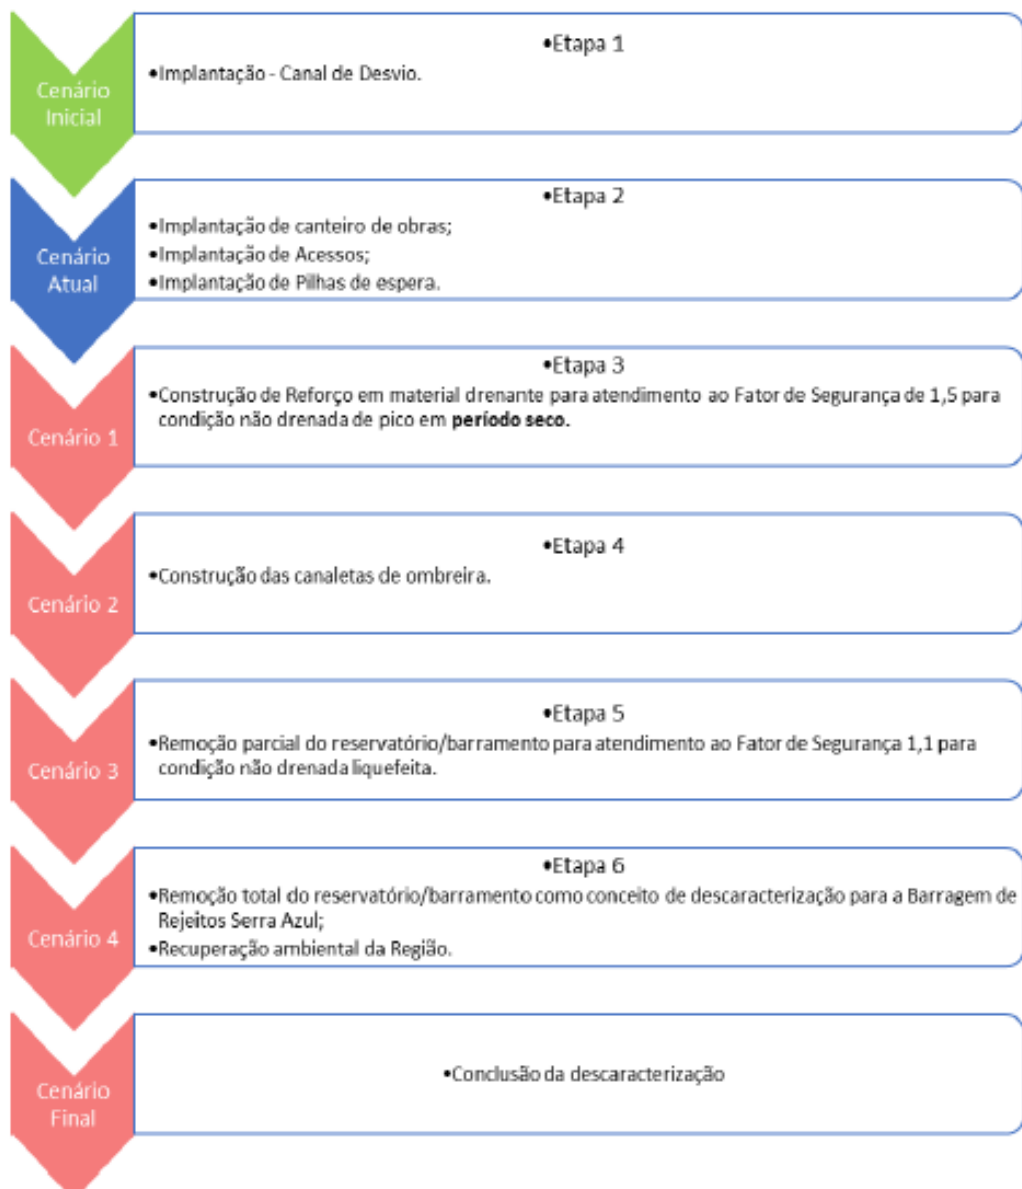 Cenário
Inicial
•Etapa 1
•Implantação - Canal de Desvio.
Cenário
Atual
•Etapa 2
•Implantação de canteiro de obras;
•Implantação de Acessos;
•Implantação de Pilhas de espera.
Cenário 1
•Etapa 3
•Construção de Reforço em material drenante para atendimento ao Fator de Segurança de 1,5 para
condição não drenada de pico em período seco.
Cenário 2
•Etapa 4
•Construção das canaletas de ombreira.
Cenário 3
•Etapa 5
•Remoção parcial do reservatório/barramento para atendimento ao Fator de Segurança 1,1 para
condição não drenada liquefeita.
Cenário 4
•Etapa 6
•Remoção total do reservatório/barramento como conceito de descaracterização para a Barragem de
Rejeitos Serra Azul;
•Recuperação ambiental da Região.
Cenário
Final
•Conclusão da descaracterização